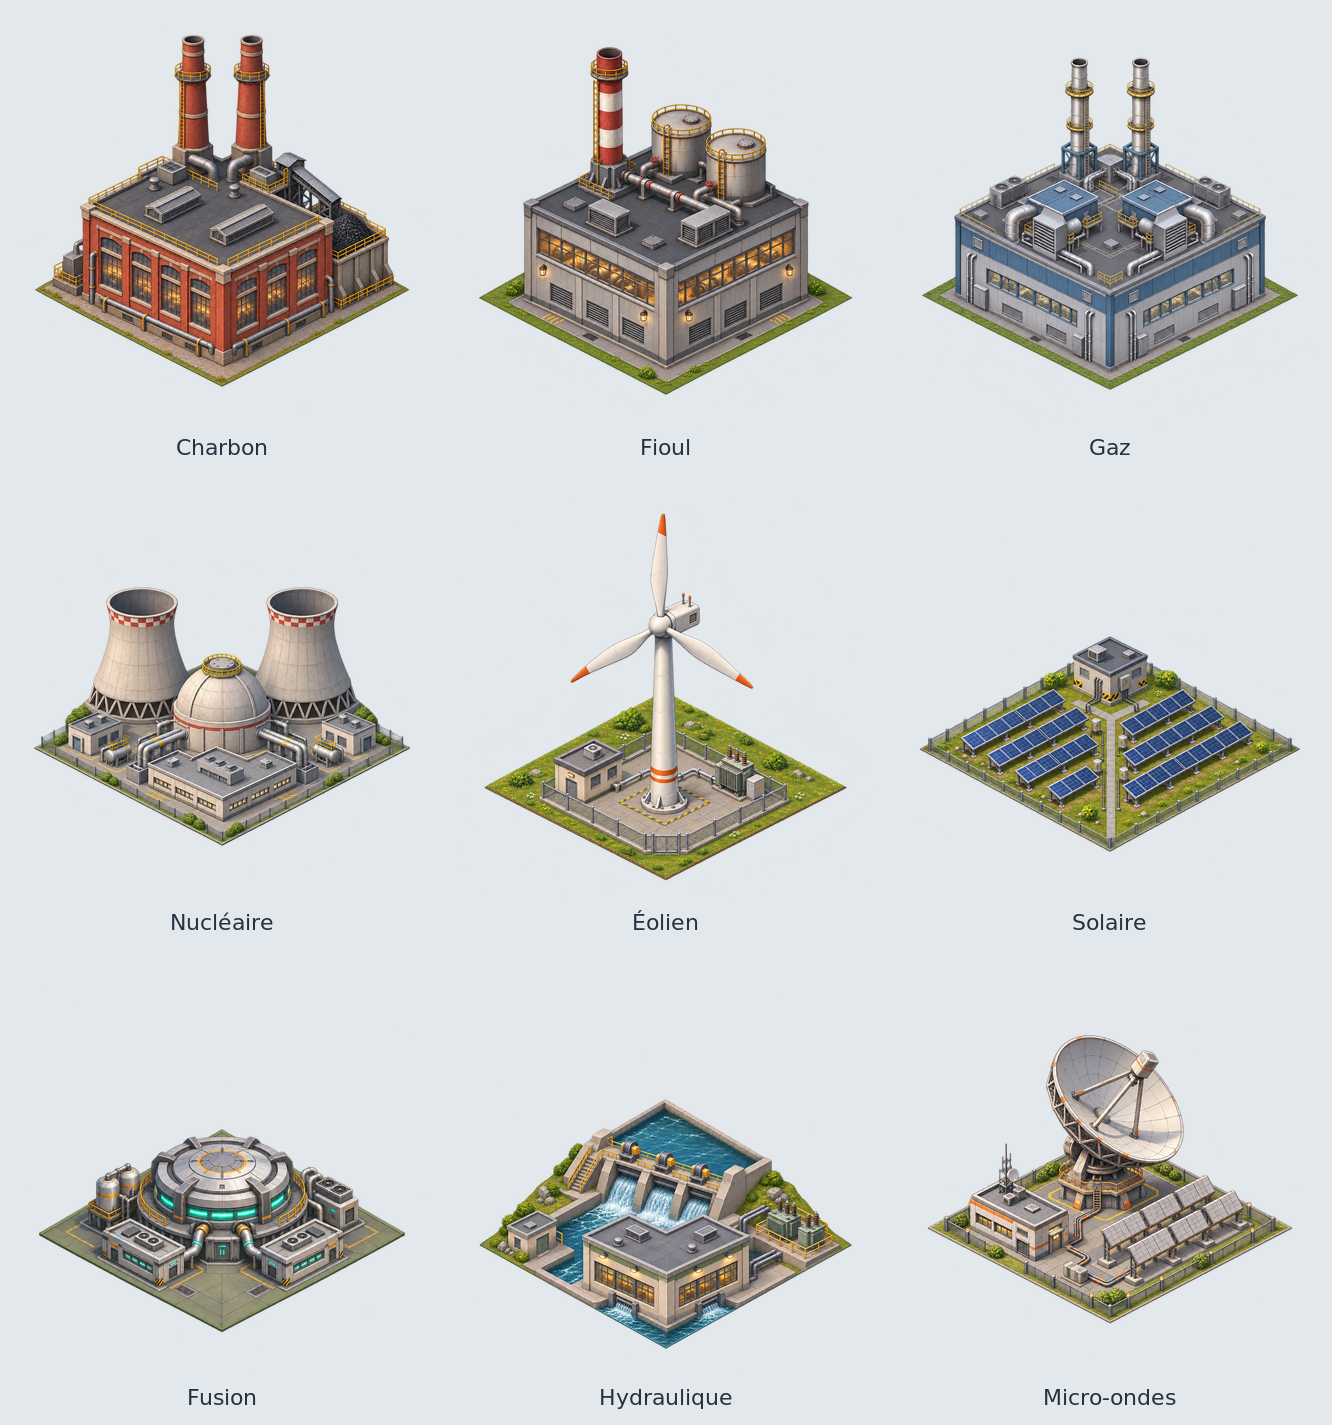 Charbon
Fioul
Gaz
Nucléaire
Éolien
Solaire
Fusion
Hydraulique
Micro-ondes